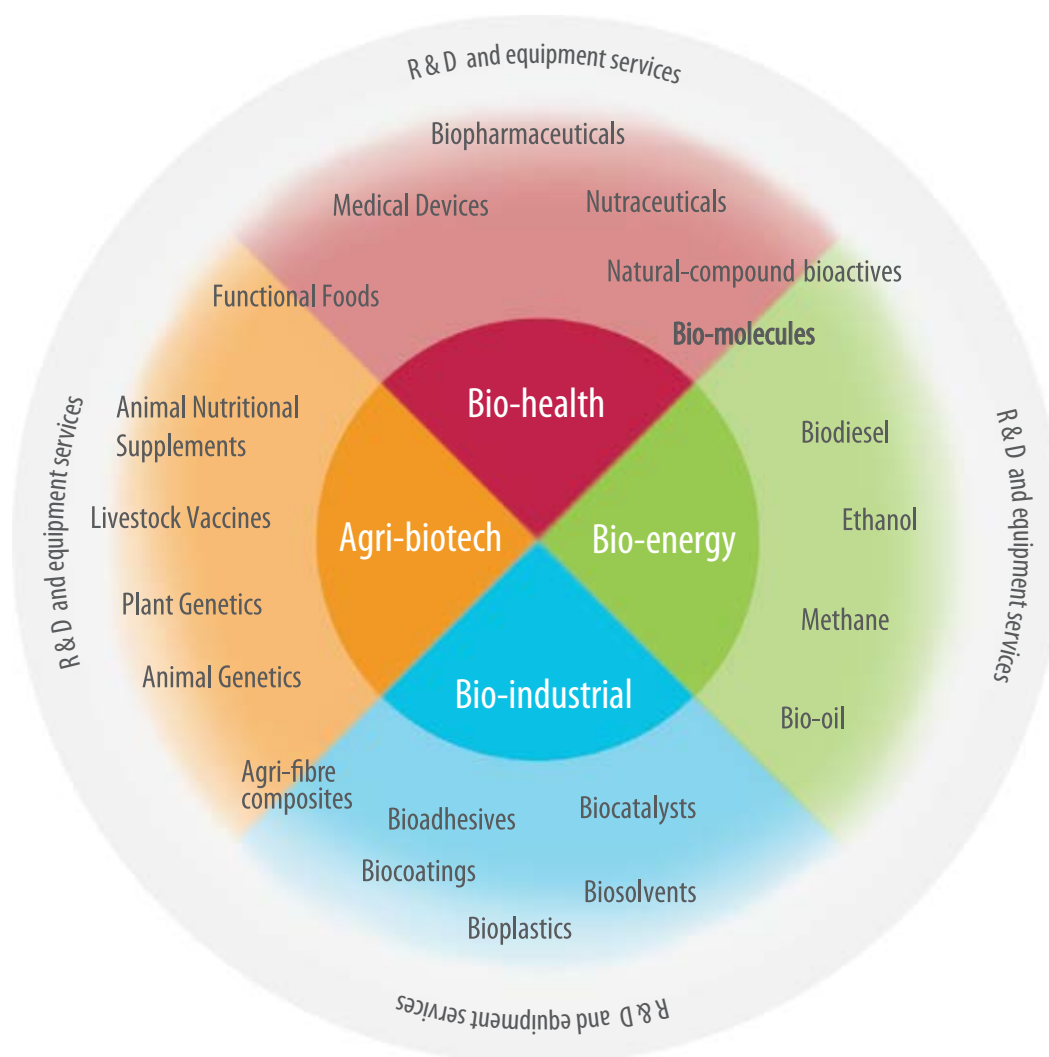 R & D and equipment services
Biopharmaceuticals
Medical Devices
Nutraceuticals
Natural-compound bioactives
Functional Foods
Bio-molecules
Bio-health
Animal Nutritional
Supplements
Biodiesel
R & D and equipment services
R & D and equipment services
Livestock Vaccines
Agri-biotech
Bio-energy
Ethanol
Plant Genetics
Methane
Animal Genetics
Bio-industrial
Bio-oil
Agri-fibre
composites
Bioadhesives
Biocatalysts
Biocoatings
Biosolvents
Bioplastics
R & D and equipment services